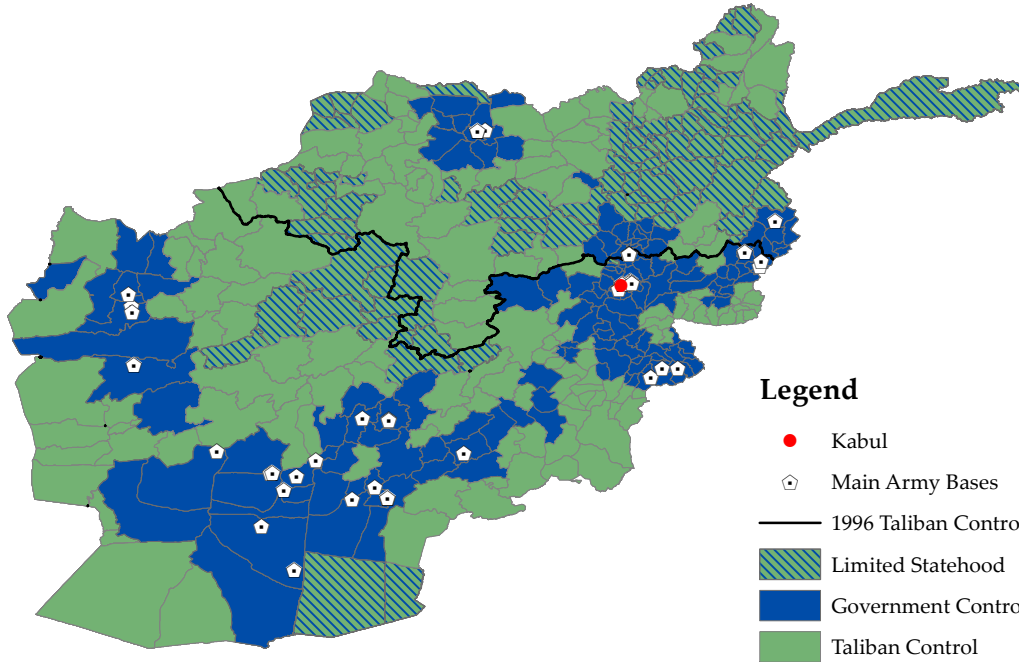 Legend
Kabul
Main Army Bases
1996 Taliban Contro
Limited Statehood
Government Contro
Taliban Control